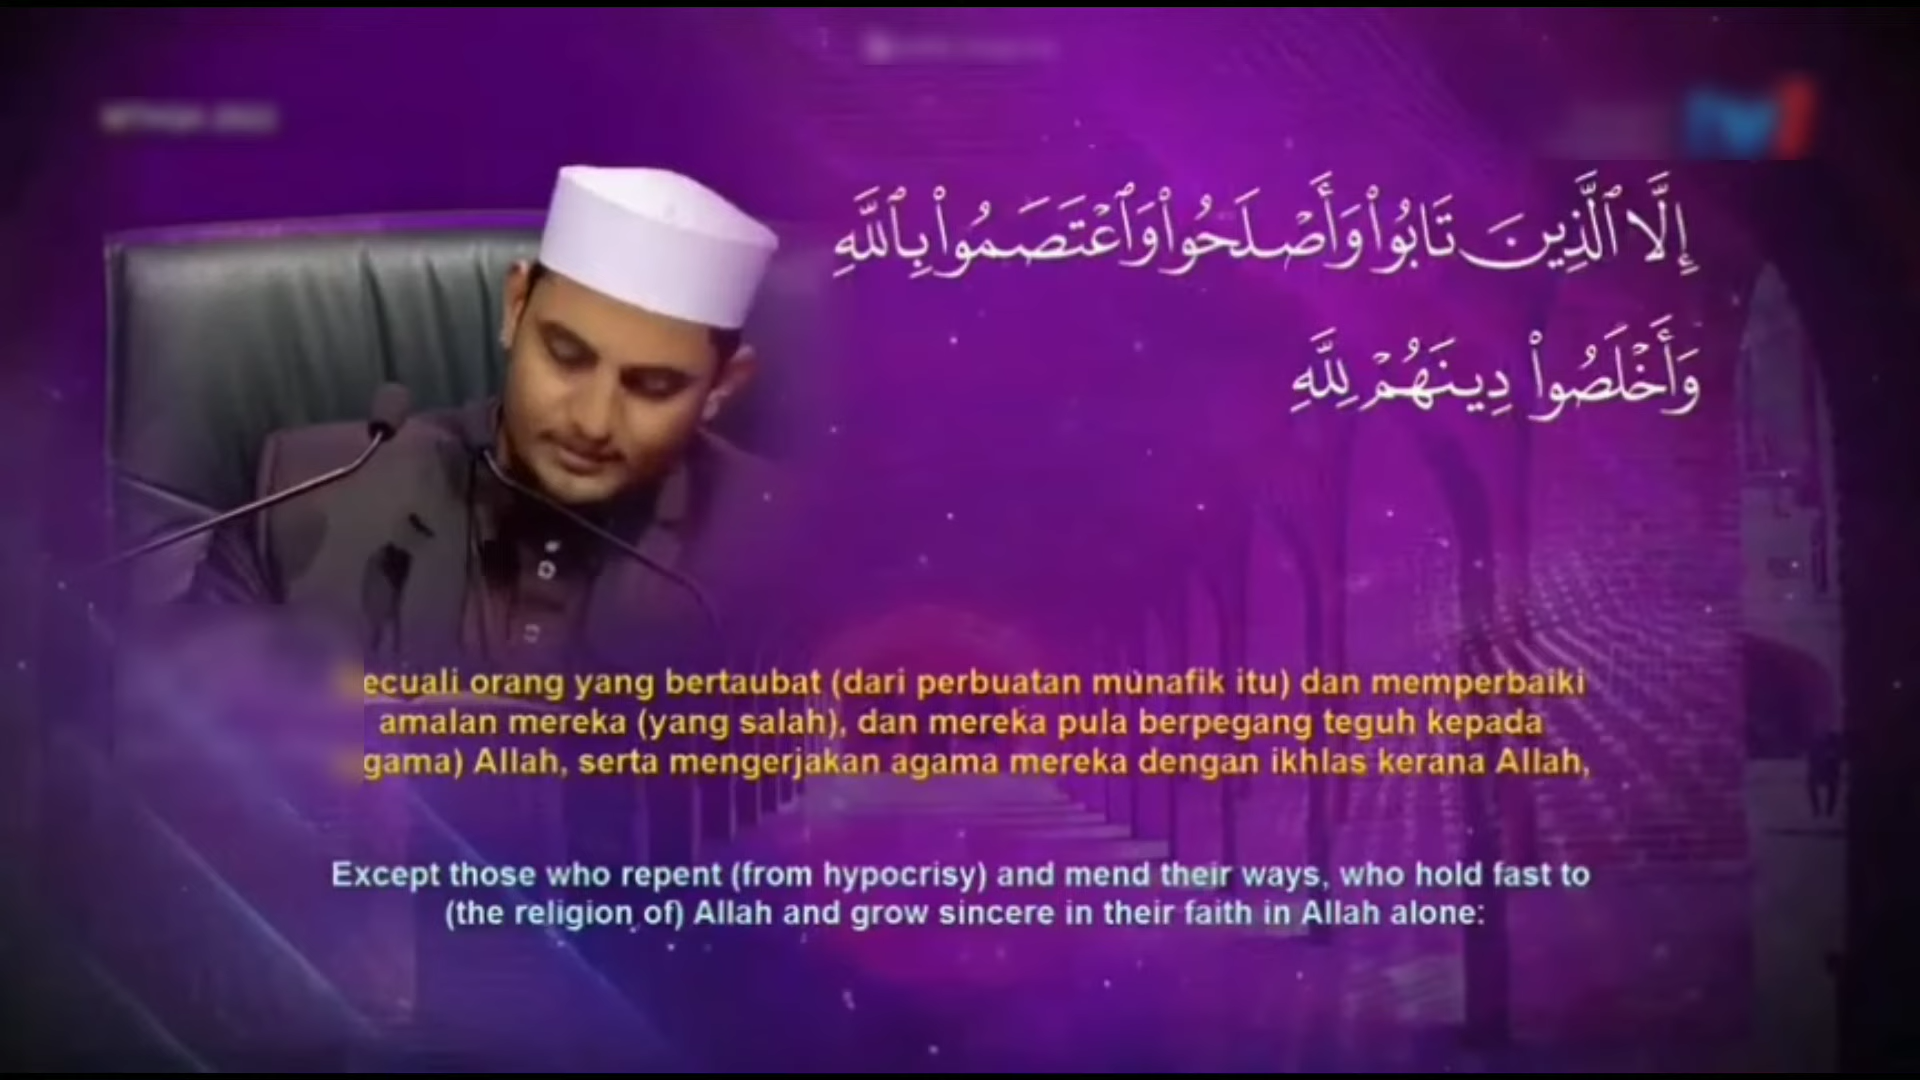 إِلَّا ٱلَّذِينَ تَابُوا۟ وَأَصْلَحُوا۟ وَٱعْتَصَمُوا۟ بِٱللَّهِ
وَأَخْلَصُوا۟ دِينَهُمْ لِلَّهِ
ecuali orang yang bertaubat (dari perbuatan munafik itu) dan memperbaiki
amalan mereka (yang salah), dan mereka pula berpegang teguh kepada
gama) Allah, serta mengerjakan agama mereka dengan ikhlas kerana Allah,
Except those who repent (from hypocrisy) and mend their ways, who hold fast to
(the religion of) Allah and grow sincere in their faith in Allah alone: